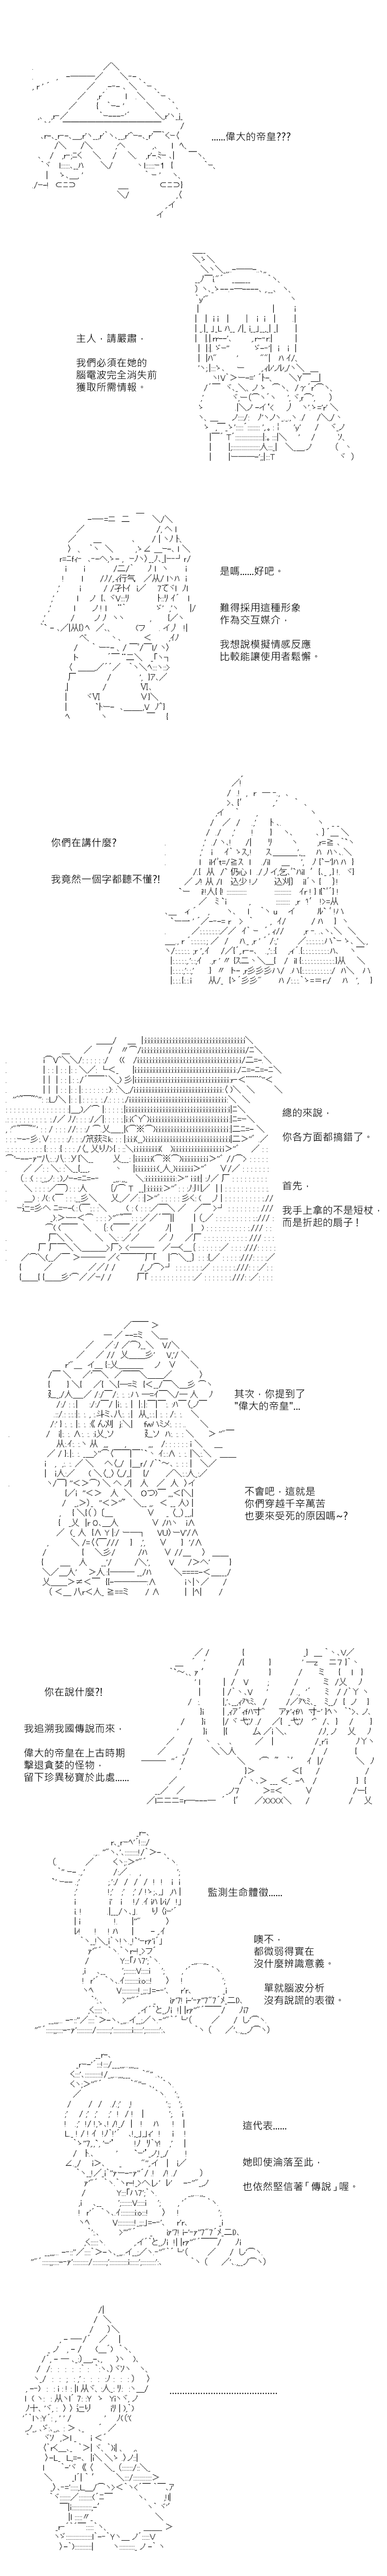 ......偉大的帝皇???
主人，請嚴肅，
我們必須在她的
腦電波完全消失前
獲取所需情報。
是嗎......好吧。
難得採用這種形象
作為交互媒介，
我想說模擬情感反應
比較能讓使用者鬆懈。
你們在講什麼?
我竟然一個字都聽不懂?!
總的來說，
你各方面都搞錯了。
首先，
我手上拿的不是短杖，
而是折起的扇子！
其次，你提到了
"偉大的帝皇"...
不會吧，這就是
你們穿越千辛萬苦
也要來受死的原因嗎~?
你在說什麼?!
我追溯我國傳說而來，
偉大的帝皇在上古時期
擊退貪婪的怪物，
留下珍異秘寶於此處......
監測生命體徵......
噢不，
都微弱得實在
沒什麼辨識意義。
單就腦波分析
沒有說謊的表徵。
這代表......
她即使淪落至此，
也依然堅信著「傳說」喔。
..........................................